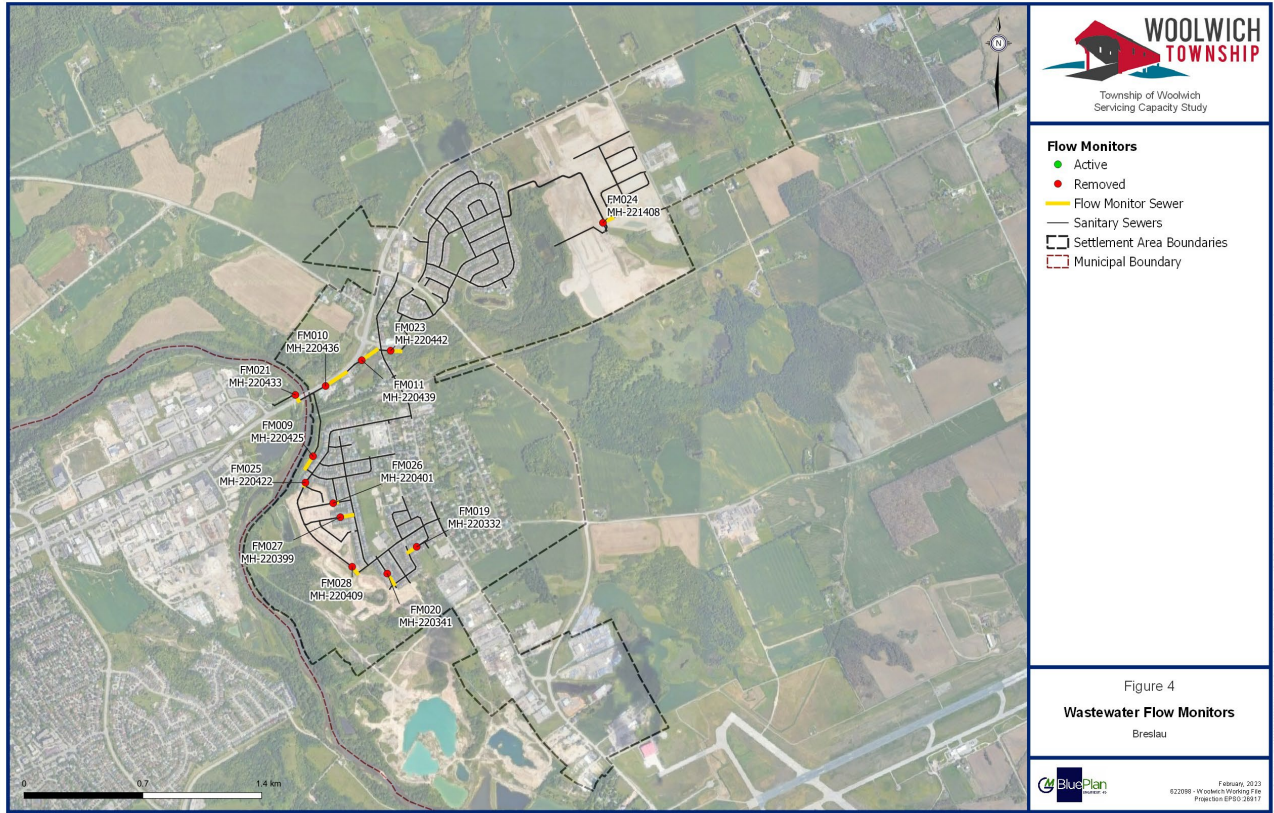 N
FM024
MH-221408
FM023
MH-220442
FM010
MH-220436
FM021
MH-220433
FM011
MH-220439
FM009
MH-220425
FM025
MH-220422
FM026
MH-220401
FM019
MH-220332
FM027
MH-220399
FM028
MH-220409
FM020
MH-220341
0 0.7 1.4 km
WOOLWICH
TOWNSHIP
Township of Woolwich
Servicing Capacity Study
Flow Monitors
Active
Removed
Flow Monitor Sewer
Sanitary Sewers
Settlement Area Boundaries
Municipal Boundary
Figure 4
Wastewater Flow Monitors
Breslau
BluePlan
February, 2023
622098 - Woolwich Working File
Projection EPSG:26917